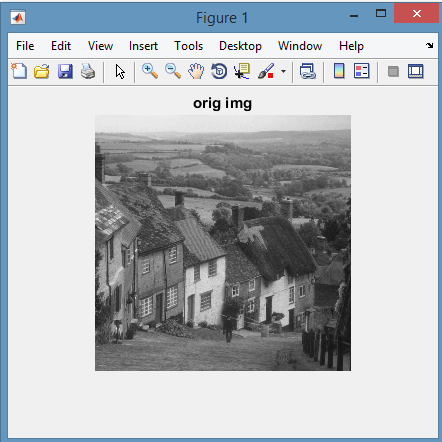 Figure 1
File Edit View Insert Tools Desktop Window Help
orig img